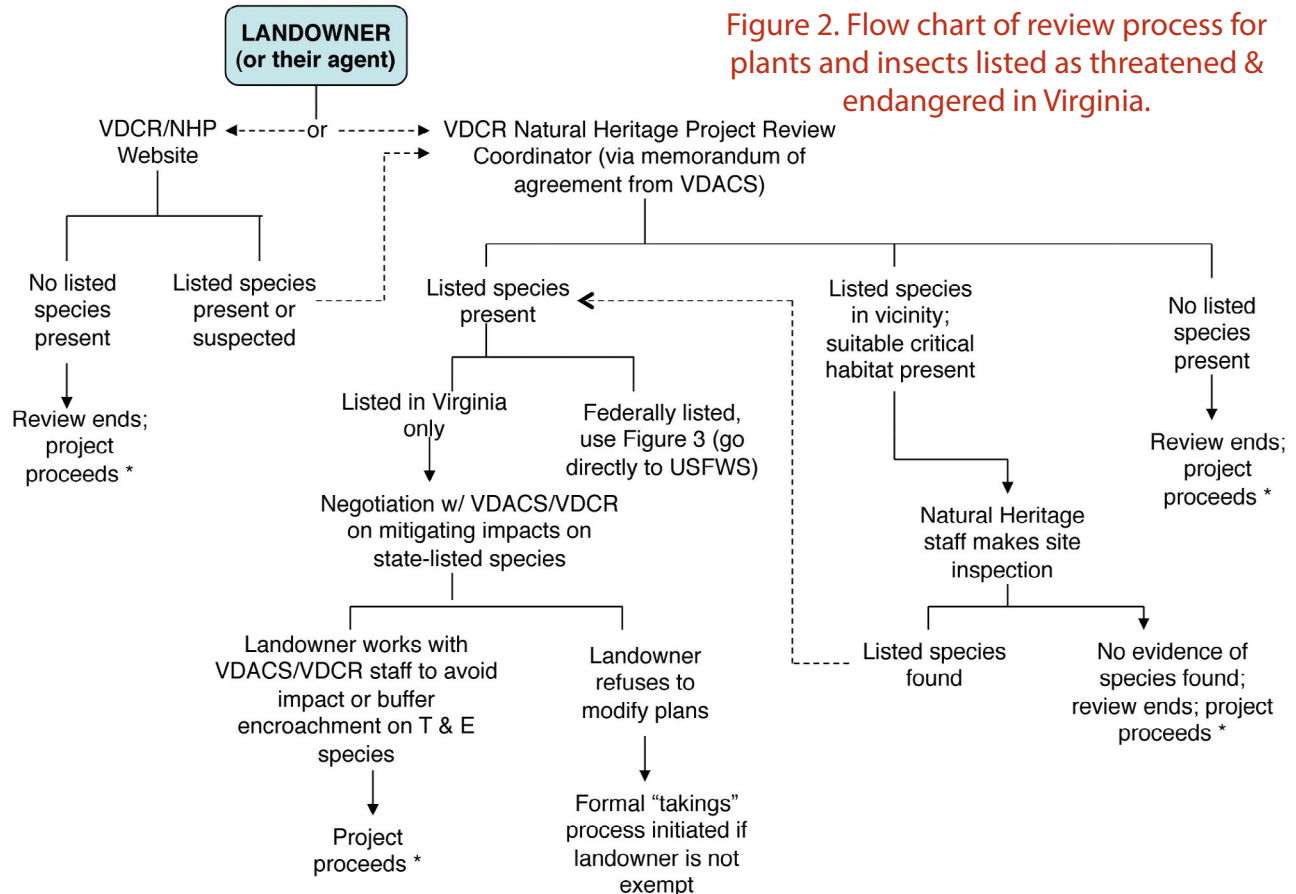 LANDOWNER
(or their agent)
Figure 2. Flow chart of review process for
plants and insects listed as threatened &
endangered in Virginia.
VDCR/NHP
Website
or
VDCR Natural Heritage Project Review
Coordinator (via memorandum of
agreement from VDACS)
No listed
species
present
Listed species
present or
suspected
Listed species
present
Listed species
in vicinity;
suitable critical
habitat present
No listed
species
present
Review ends;
project
proceeds *
Listed in Virginia
only
Federally listed,
use Figure 3 (go
directly to USFWS)
Review ends;
project
proceeds *
Negotiation w/ VDACS/VDCR
on mitigating impacts on
state-listed species
Natural Heritage
staff makes site
inspection
Landowner works with
VDACS/VDCR staff to avoid
impact or buffer
encroachment on T & E
species
Landowner
refuses to
modify plans
Listed species
found
No evidence of
species found;
review ends; project
proceeds *
Project
proceeds *
Formal “takings”
process initiated if
landowner is not
exempt